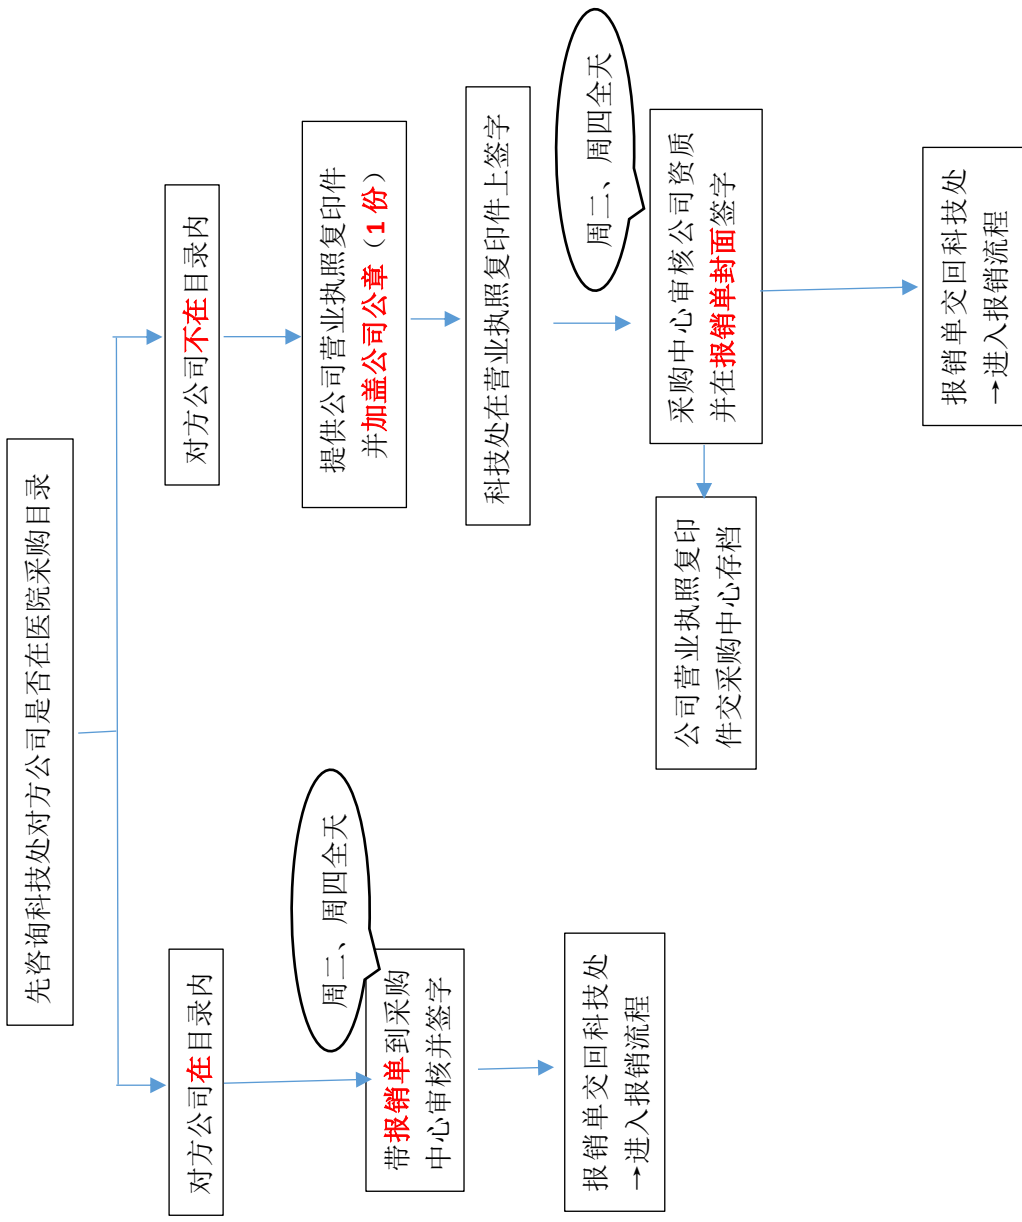 先咨询科技处对方公司是否在医院采购目录
对方公司在目录内
周二、周四全天
带报销单到采购
中心审核并签字
报销单交回科技处
→进入报销流程
对方公司不在目录内
提供公司营业执照复印件
并加盖公司公章（1份）
科技处在营业执照复印件上签字
周二、周四全天
采购中心审核公司资质
并在报销单封面签字
公司营业执照复印
件交采购中心存档
报销单交回科技处
→进入报销流程